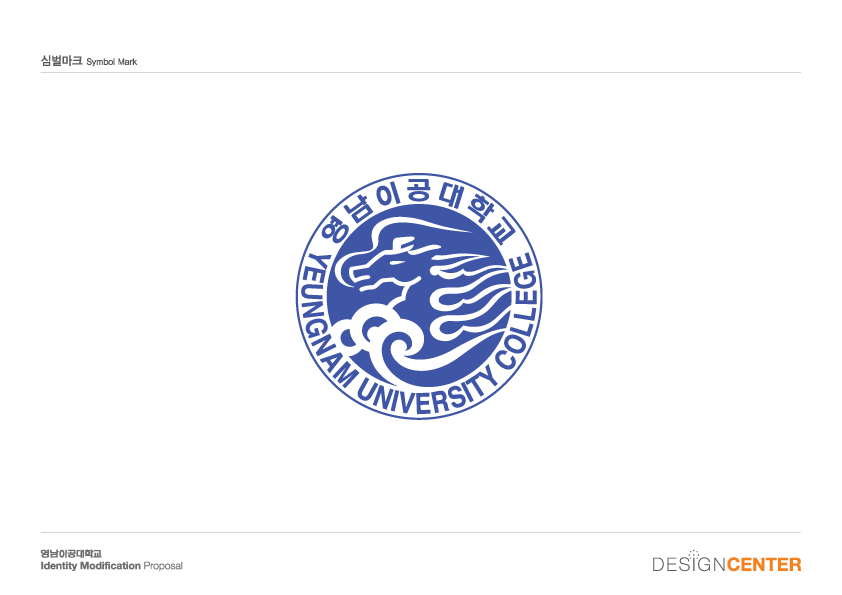 심벌마크 Symbol Mark
영남이공대학교
YEUNGNAM UNIVERSITY COLLEGE
영남이공대학교
Identity Modification Proposal
DESIGNCENTER